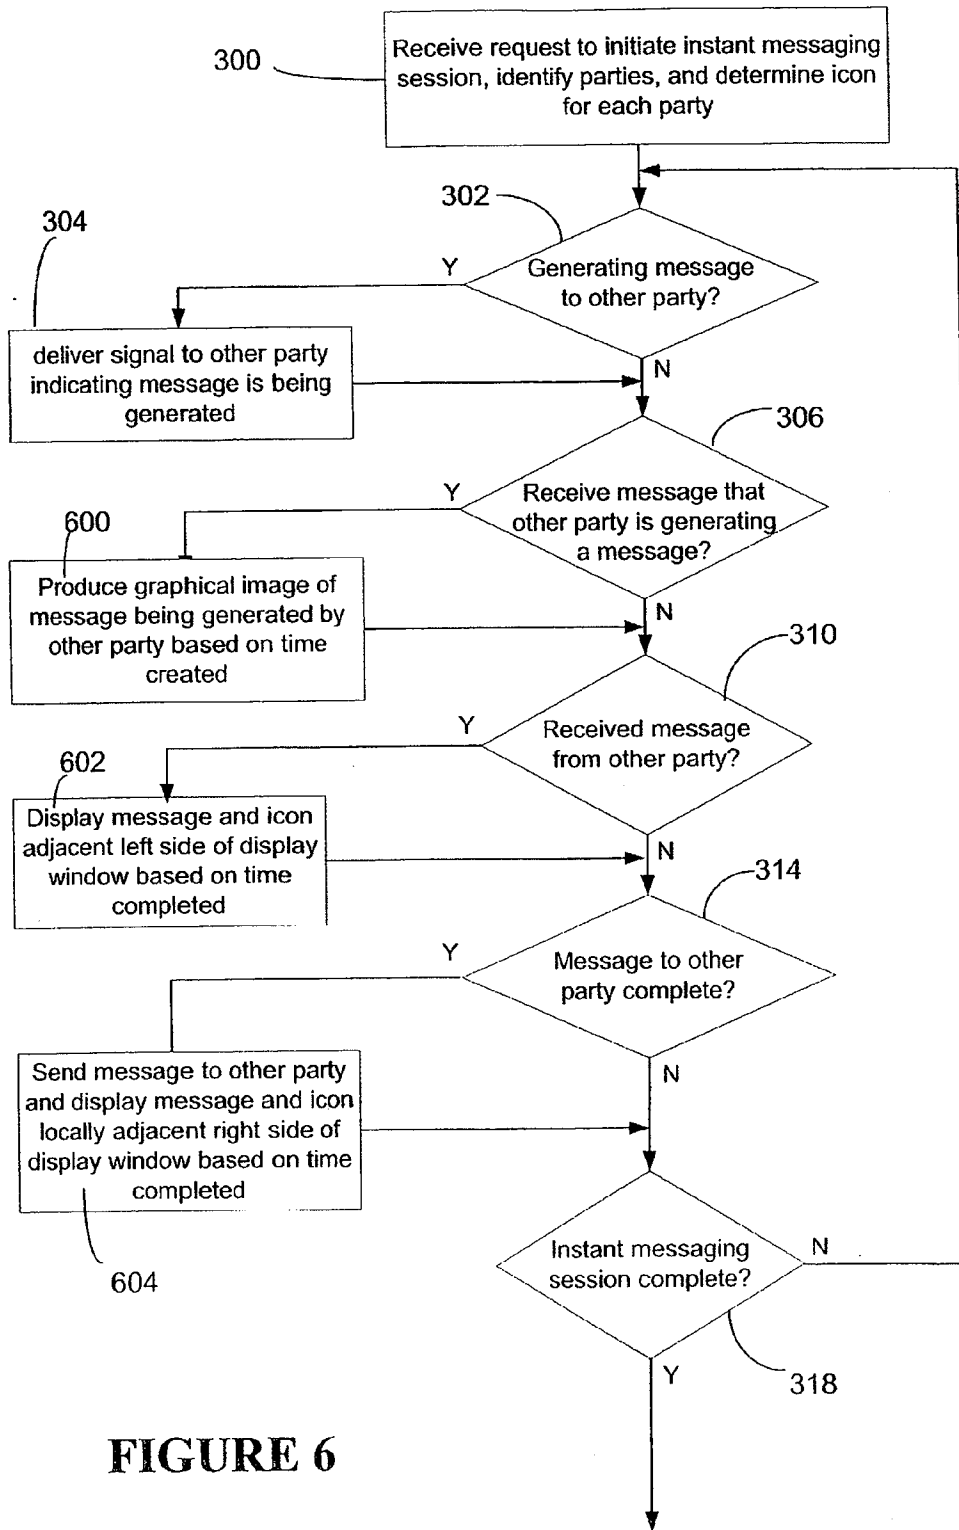 300
Receive request to initiate instant messaging
session, identify parties, and determine icon
for each party
302
304
Y
Generating message
to other party?
deliver signal to other party
indicating message is being
generated
N
306
Y
Receive message that
other party is generating
a message?
600
Produce graphical image of
message being generated by
other party based on time
created
N
310
Y
Received message
from other party?
602
Display message and icon
adjacent left side of display
window based on time
completed
N
314
Y
Message to other
party complete?
Send message to other party
and display message and icon
locally adjacent right side of
display window based on time
completed
N
604
Instant messaging
session complete?
N
318
Y
FIGURE 6